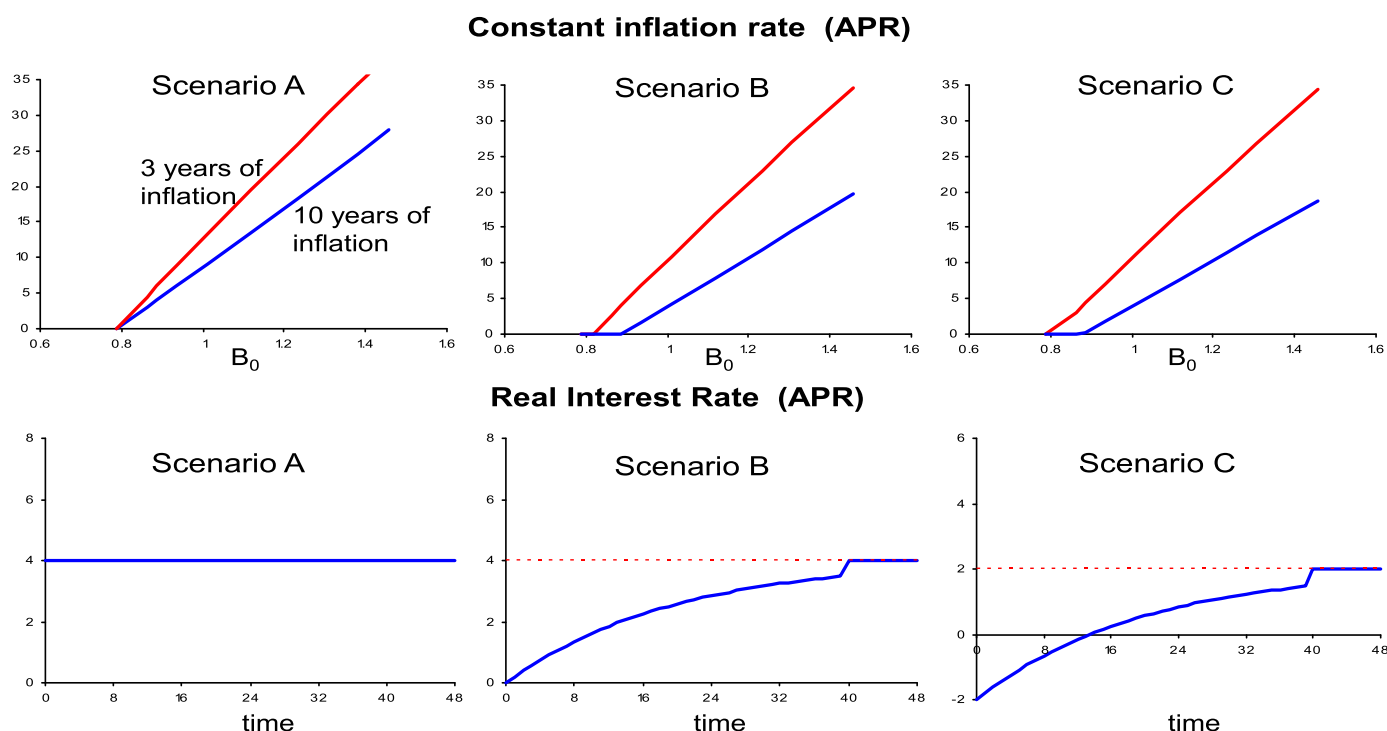 Constant inflation rate (APR)
Scenario A
Scenario B
Scenario C
35
30
25
20
15
10
5
0
3 years of
inflation
10 years of
inflation
0.6 0.8 1 1.2 1.4 1.6
B0
35
30
25
20
15
10
5
0
0.6 0.8 1 1.2 1.4 1.6
B0
35
30
25
20
15
10
5
0
0.6 0.8 1 1.2 1.4 1.6
B0
Real Interest Rate (APR)
Scenario A
Scenario B
Scenario C
8
6
4
2
0
0 8 16 24 32 40 48
time
8
6
4
2
0
0 8 16 24 32 40 48
time
6
4
2
0
-2
0 8 16 24 32 40 48
time